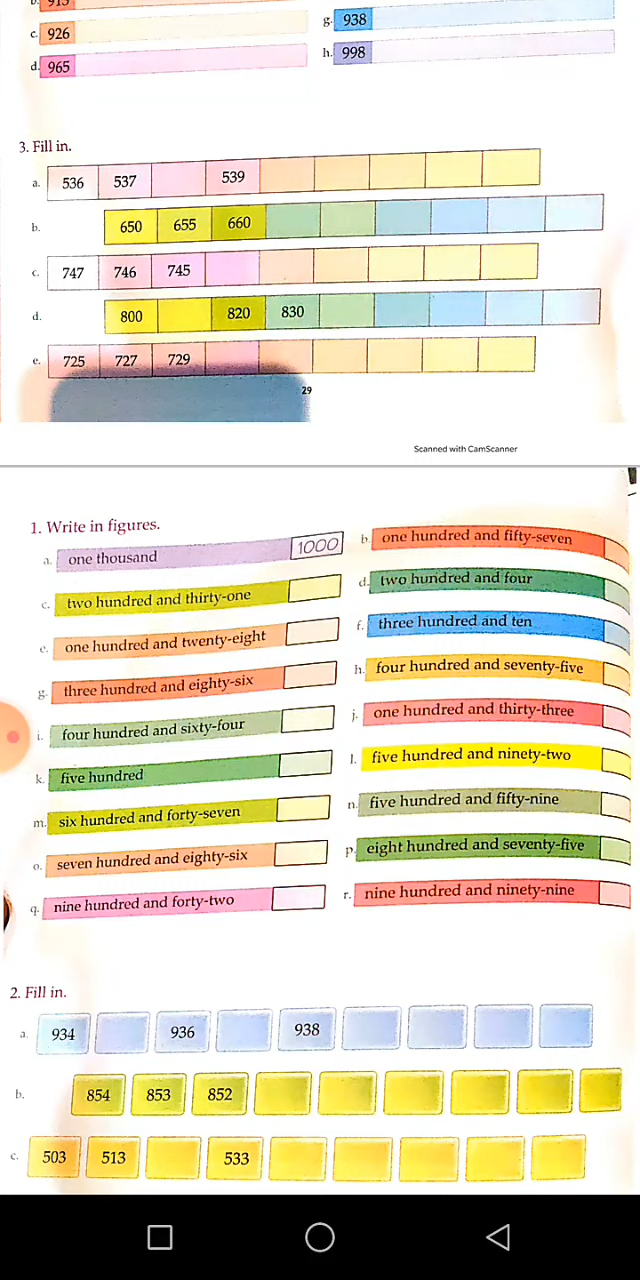 b. 915
c. 926
d. 965
g. 938
h. 998
3. Fill in.
a. 536 537 539
b. 650 655 660
c. 747 746 745
d. 800 820 830
e. 725 727 729
29
Scanned with CamScanner
1. Write in figures.
a. one thousand 1000
b. one hundred and fifty-seven
c. two hundred and thirty-one
d. two hundred and four
e. one hundred and twenty-eight
f. three hundred and ten
g. three hundred and eighty-six
h. four hundred and seventy-five
i. four hundred and sixty-four
j. one hundred and thirty-three
k. five hundred
l. five hundred and ninety-two
m. six hundred and forty-seven
n. five hundred and fifty-nine
o. seven hundred and eighty-six
p. eight hundred and seventy-five
q. nine hundred and forty-two
r. nine hundred and ninety-nine
2. Fill in.
a. 934 936 938
b. 854 853 852
c. 503 513 533